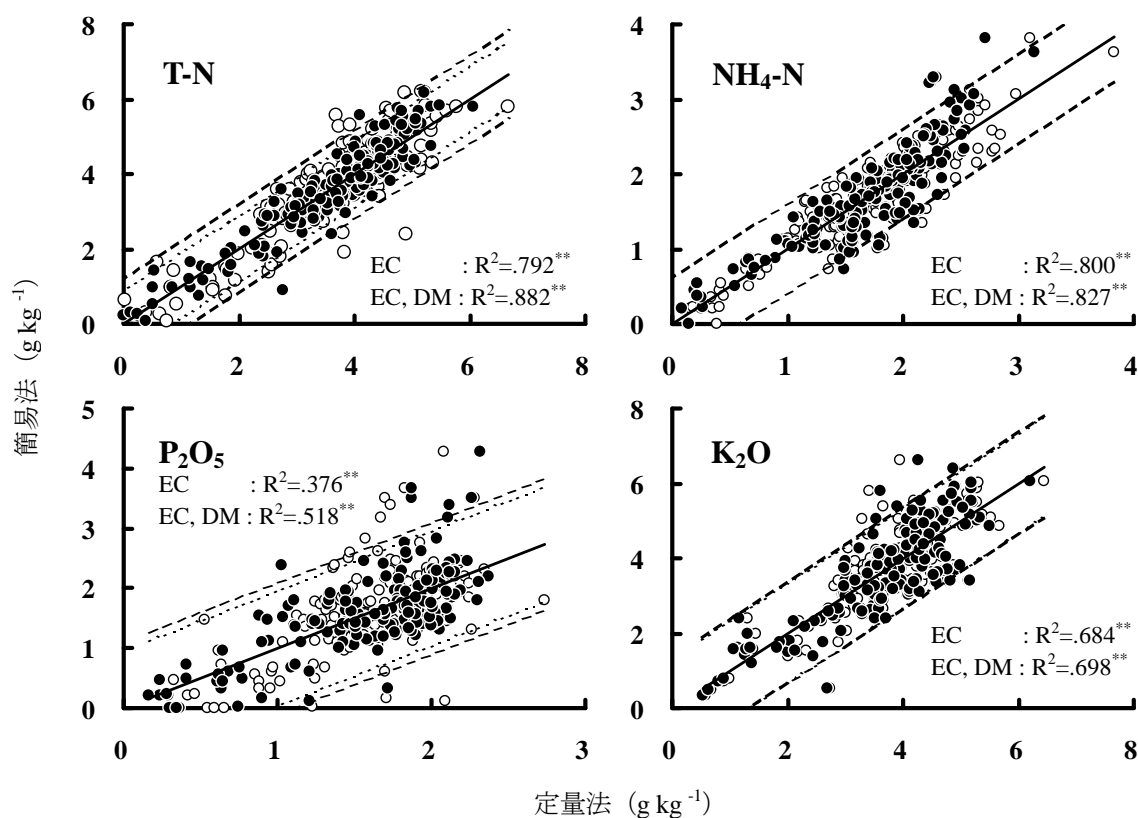 8
6
4
2
0
T-N
EC : R²=.792**
EC, DM : R²=.882**
0 2 4 6 8
4
3
2
1
0
NH₄-N
EC : R²=.800**
EC, DM : R²=.827**
0 1 2 3 4
簡易法 (g kg⁻¹)
5
4
3
2
1
0
P₂O₅
EC : R²=.376**
EC, DM : R²=.518**
0 1 2 3
8
6
4
2
0
K₂O
EC : R²=.684**
EC, DM : R²=.698**
0 2 4 6 8
定量法 (g kg⁻¹)